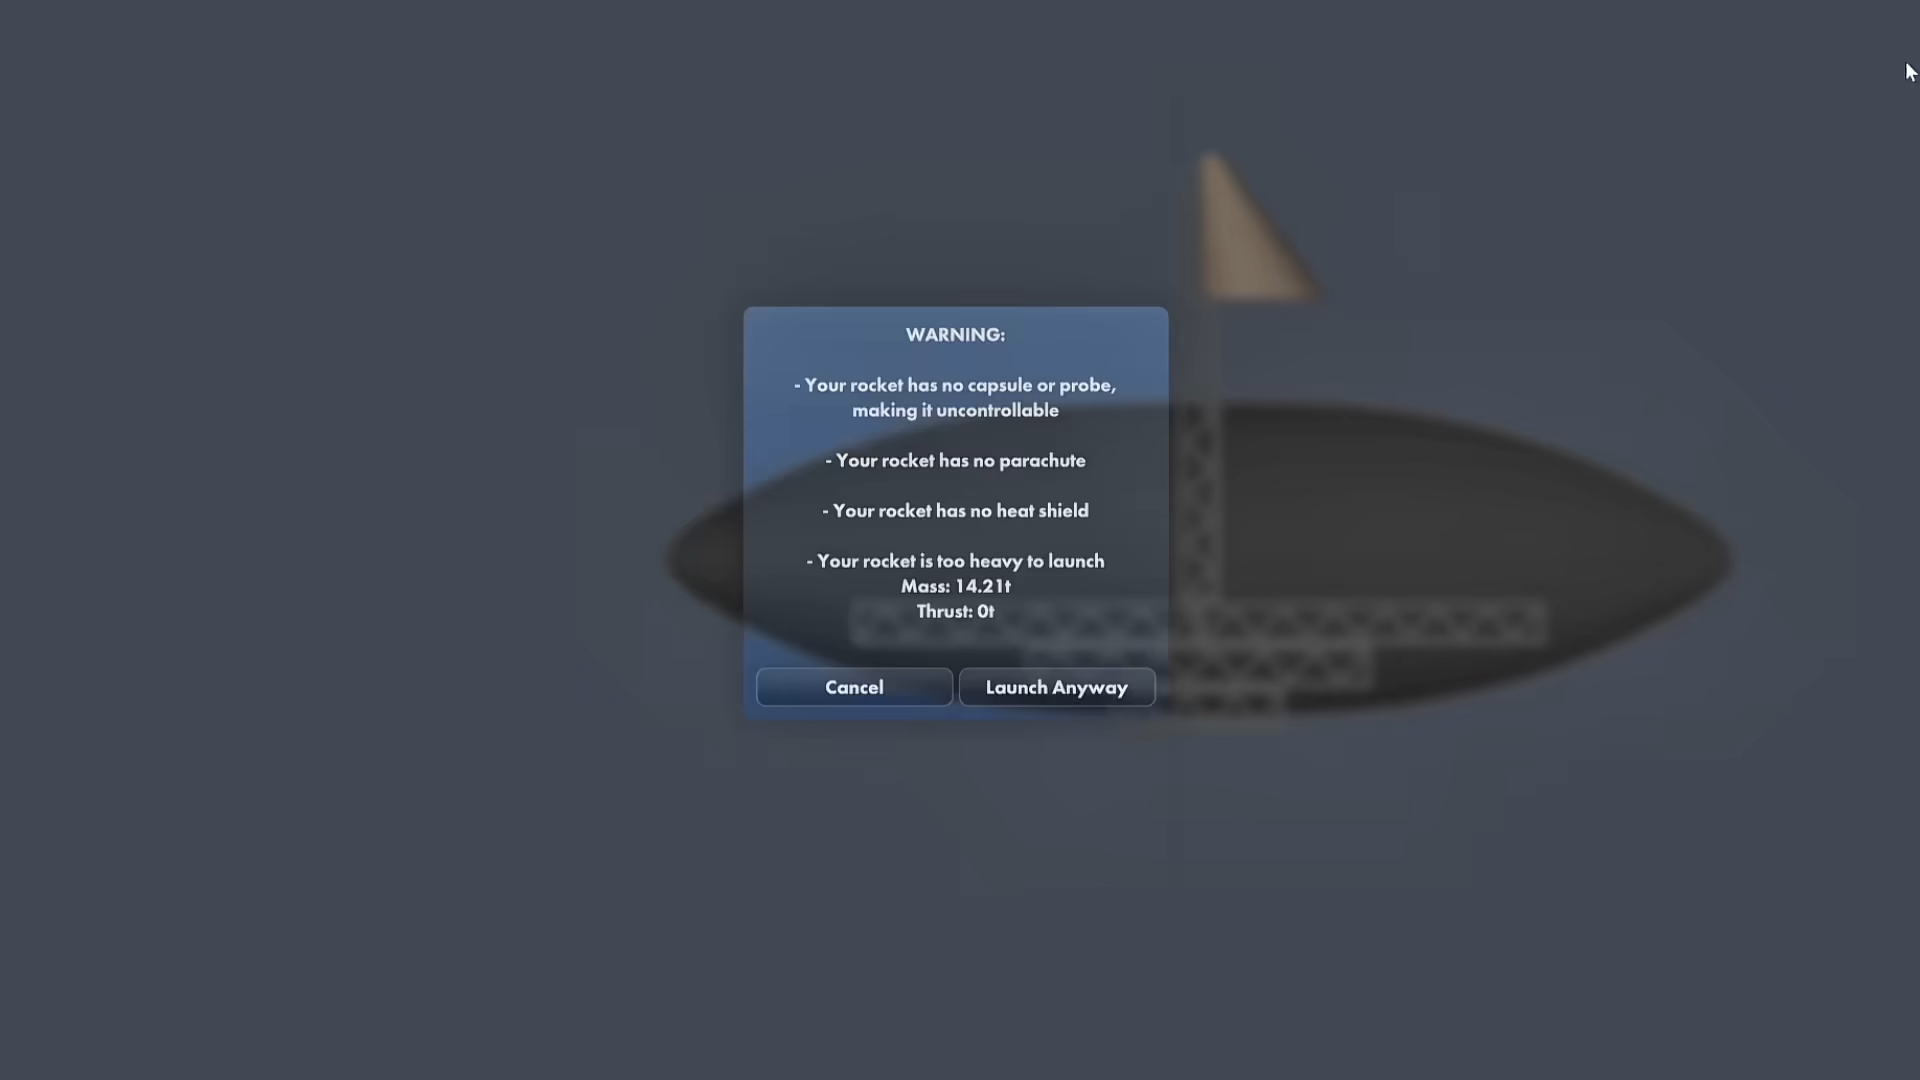 WARNING:
- Your rocket has no capsule or probe,
making it uncontrollable
- Your rocket has no parachute
- Your rocket has no heat shield
- Your rocket is too heavy to launch
Mass: 14.21t
Thrust: 0t
Cancel
Launch Anyway